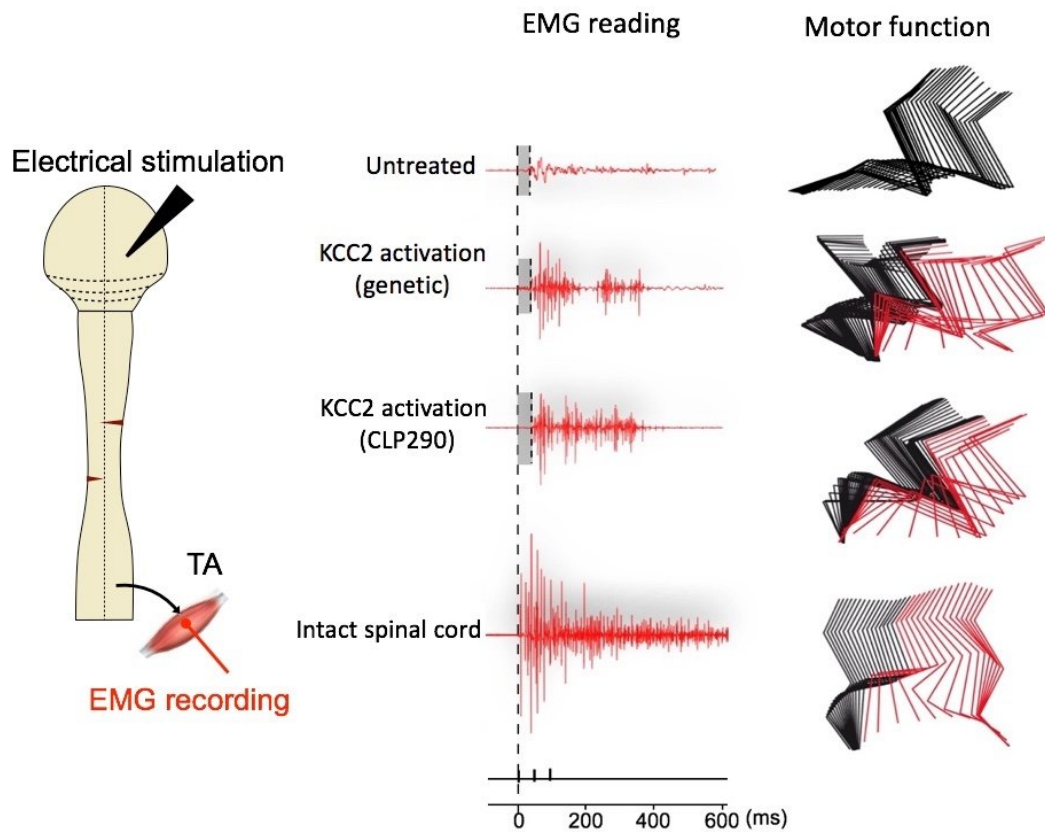 EMG reading
Motor function
Electrical stimulation
Untreated
KCC2 activation
(genetic)
KCC2 activation
(CLP290)
TA
Intact spinal cord
EMG recording
0 200 400 600 (ms)